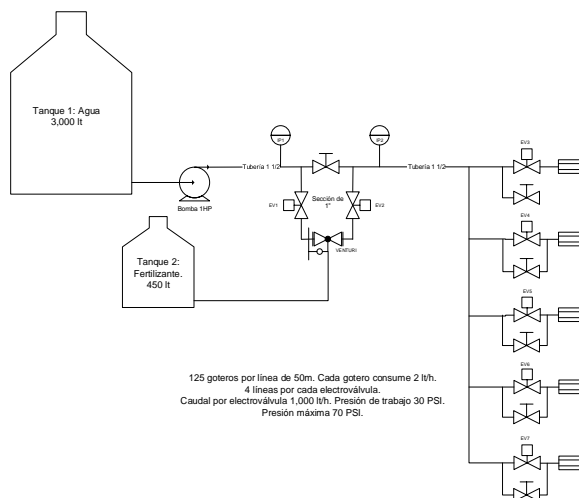 Tanque 1: Agua
3,000 lt
IP1
IP2
EV3
Tubería 1 1/2
Tubería 1 1/2
Bomba 1HP
Sección de
1"
EV1
EV2
EV4
VENTURI
Tanque 2:
Fertilizante.
450 lt
EV5
125 goteros por línea de 50m. Cada gotero consume 2 lt/h.
4 líneas por cada electroválvula.
Caudal por electroválvula 1,000 lt/h. Presión de trabajo 30 PSI.
Presión máxima 70 PSI.
EV6
EV7